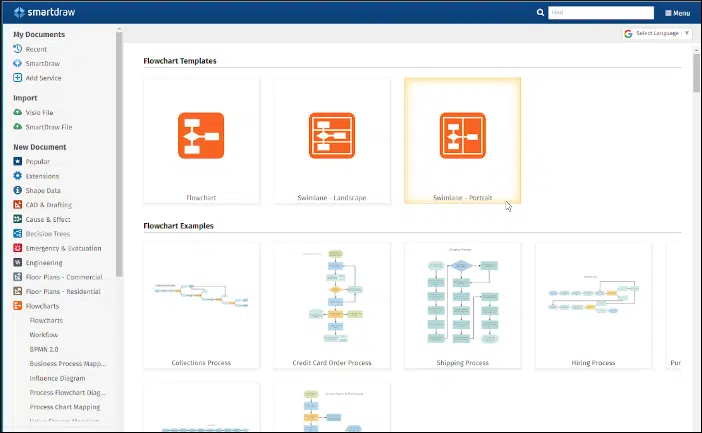 smartdraw
Find
Menu
Select Language
My Documents
Recent
SmartDraw
Add Service
Import
Visio File
SmartDraw File
New Document
Popular
Extensions
Shape Data
CAD & Drafting
Cause & Effect
Decision Trees
Emergency & Evacuation
Engineering
Floor Plans - Commercial
Floor Plans - Residential
Flowcharts
Flowcharts
Workflow
BPMN 2.0
Business Process Mapp...
Influence Diagram
Process Flowchart Diag...
Process Chart Mapping
Flowchart Templates
Flowchart
Swimlane - Landscape
Swimlane - Portrait
Flowchart Examples
Collections Process
Credit Card Order Process
Shipping Process
Hiring Process
Pur